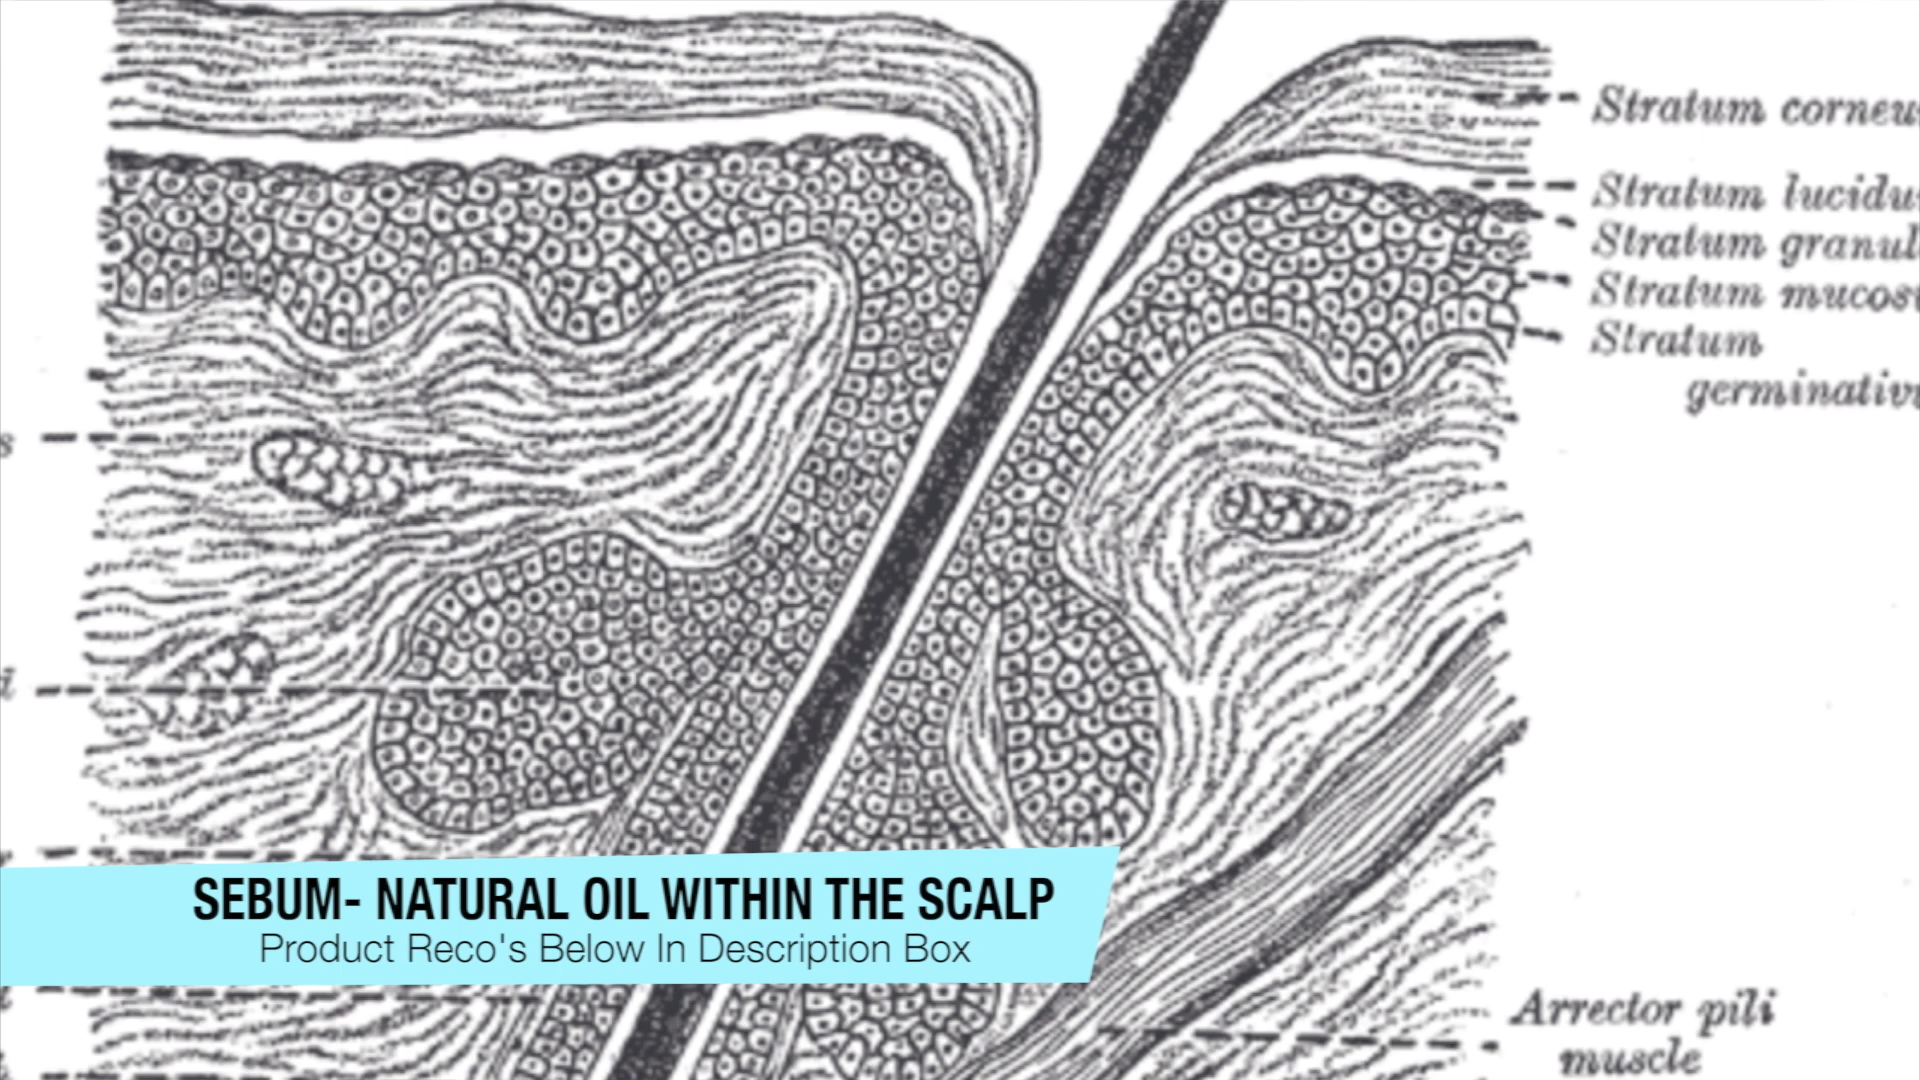 Stratum corneu
Stratum lucidu
Stratum granul
Stratum mucos
Stratum
germinativ
s
i
SEBUM- NATURAL OIL WITHIN THE SCALP
Product Reco's Below In Description Box
Arrector pili
muscle